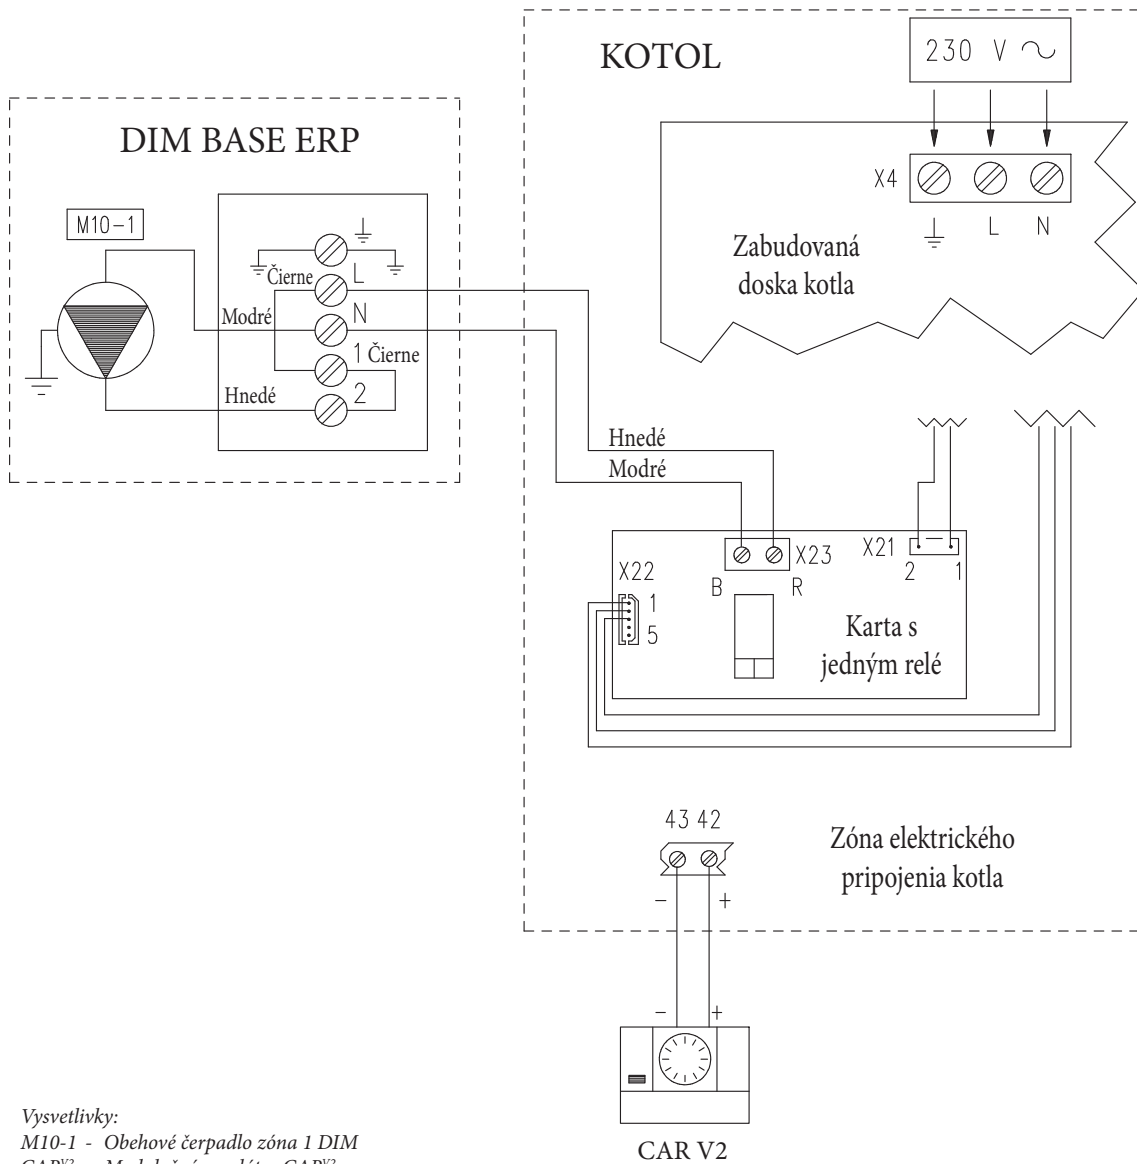 KOTOL
230 V
DIM BASE ERP
X4
M10-1
L N
Zabudovaná
doska kotla
Čierne
L
Modré
N
1
Čierne
Hnedé
2
Hnedé
Modré
X23
X21
2 1
X22
B R
1
5
Karta s
jedným relé
43 42
Zóna elektrického
pripojenia kotla
- +
- +
Vysvetlivky:
M10-1 - Obehové čerpadlo zóna 1 DIM
CAR V2